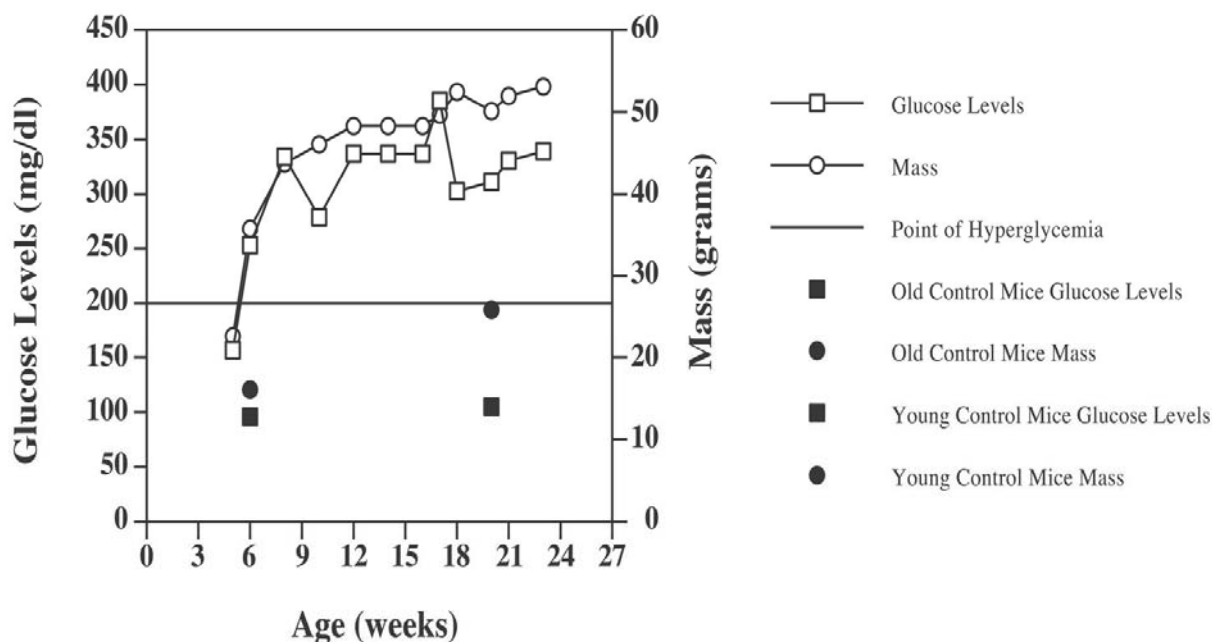 Glucose Levels (mg/dl)
450
400
350
300
250
200
150
100
50
0
0
3
6
9
12
15
18
21
24
27
Age (weeks)
60
50
40
30
20
10
0
Mass (grams)
Glucose Levels
Mass
Point of Hyperglycemia
Old Control Mice Glucose Levels
Old Control Mice Mass
Young Control Mice Glucose Levels
Young Control Mice Mass